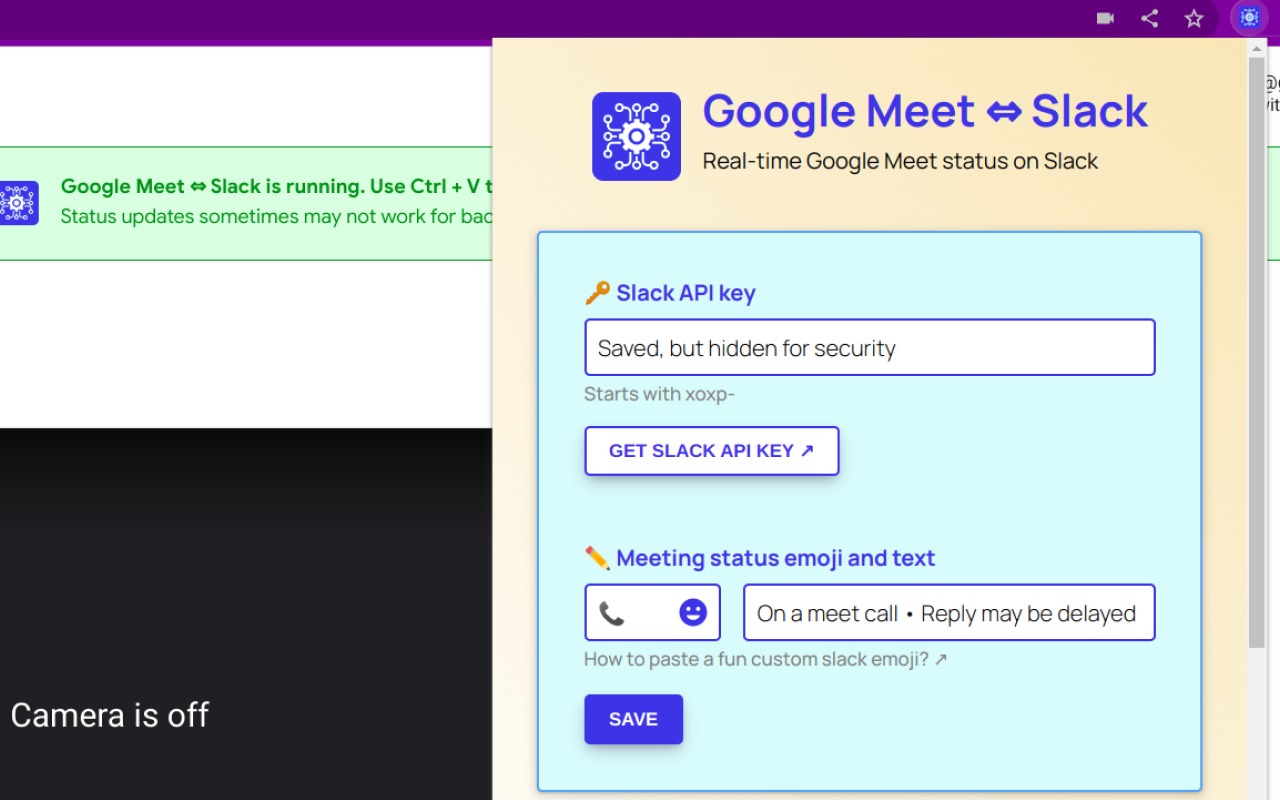 Google Meet ⇔ Slack
Real-time Google Meet status on Slack
Google Meet ⇔ Slack is running. Use Ctrl + V t
Status updates sometimes may not work for bac
🔑 Slack API key
Saved, but hidden for security
Starts with xoxp-
GET SLACK API KEY ↗
✏️ Meeting status emoji and text
📞
On a meet call • Reply may be delayed
How to paste a fun custom slack emoji? ↗
SAVE
Camera is off